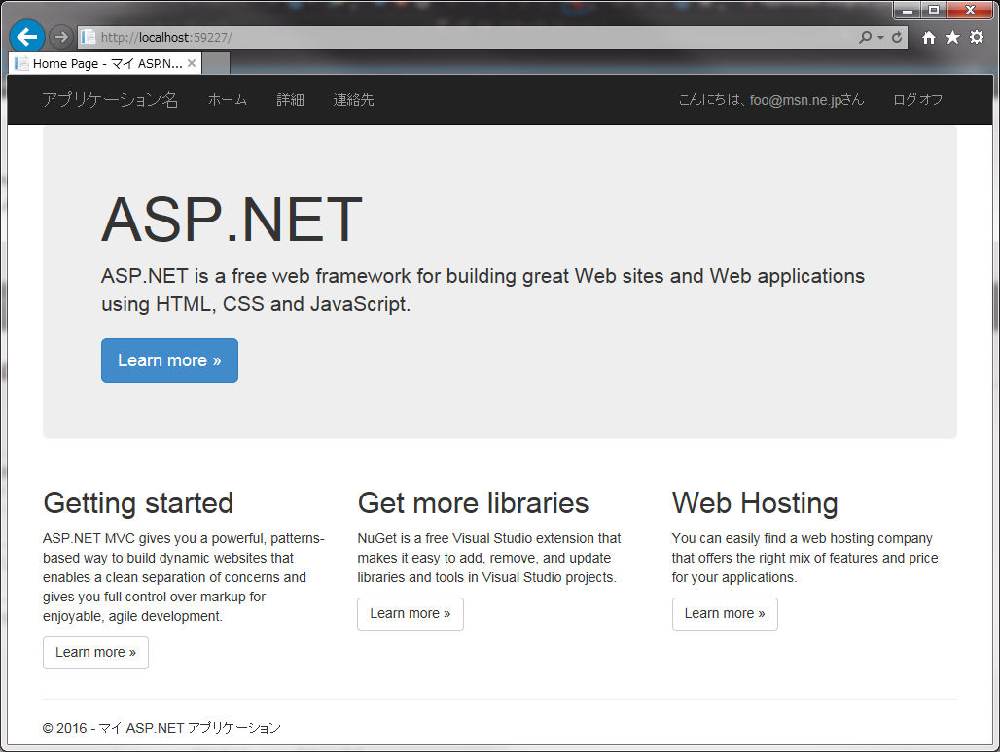 http://localhost:59227/
Home Page - マイ ASP.N...
アプリケーション名 ホーム 詳細 連絡先 こんにちは、foo@msn.ne.jpさん ログオフ
ASP.NET
ASP.NET is a free web framework for building great Web sites and Web applications
using HTML, CSS and JavaScript.
Learn more »
Getting started
ASP.NET MVC gives you a powerful, patterns-
based way to build dynamic websites that
enables a clean separation of concerns and
gives you full control over markup for
enjoyable, agile development.
Learn more »
Get more libraries
NuGet is a free Visual Studio extension that
makes it easy to add, remove, and update
libraries and tools in Visual Studio projects.
Learn more »
Web Hosting
You can easily find a web hosting company
that offers the right mix of features and price
for your applications.
Learn more »
© 2016 - マイ ASP.NET アプリケーション